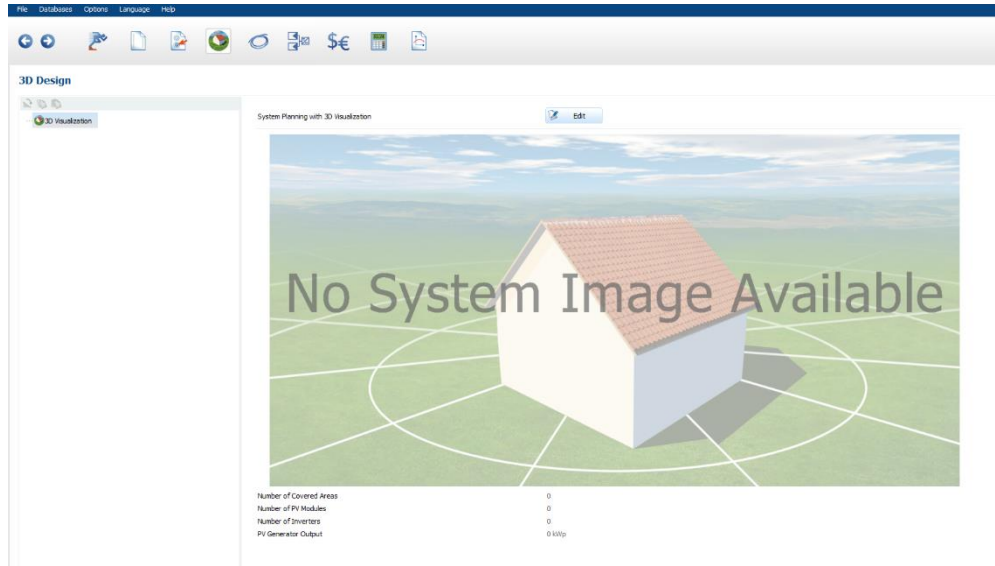 File Databases Options Language Help
$€
3D Design
3D Visualization
System Planning with 3D Visualization Edit
No System Image Available
Number of Covered Areas 0
Number of PV Modules 0
Number of Inverters 0
PV Generator Output 0 kWp